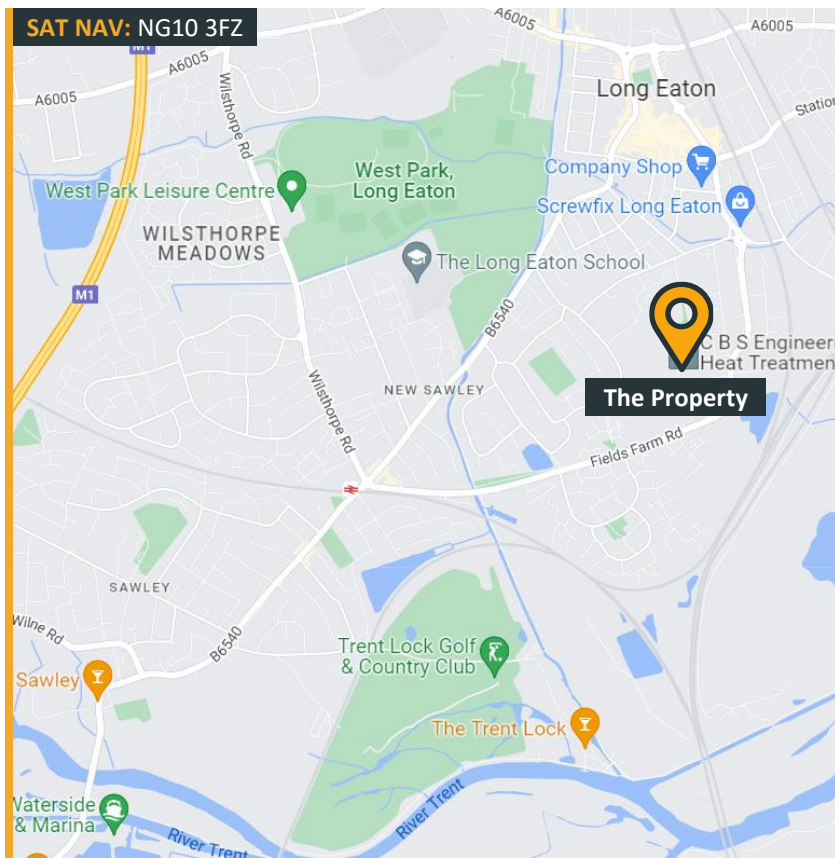 SAT NAV: NG10 3FZ
M1
A6005
A6005
A6005
A6005
Long Eaton
Station
Wilsthorpe Rd
West Park,
Long Eaton
Company Shop
West Park Leisure Centre
Screwfix Long Eaton
WILSTHORPE
MEADOWS
The Long Eaton School
M1
B6540
C B S Engineer
Heat Treatmen
The Property
NEW SAWLEY
Wilsthorpe Rd
Fields Farm Rd
SAWLEY
Wilne Rd
B6540
Trent Lock Golf
& Country Club
Sawley
The Trent Lock
Waterside
& Marina
River Trent
River Trent